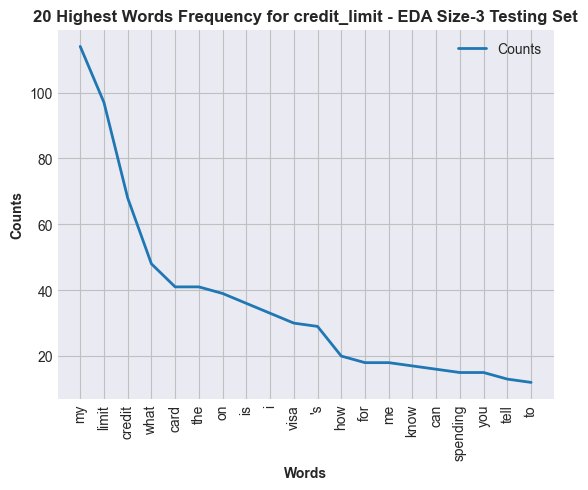 20 Highest Words Frequency for credit_limit - EDA Size-3 Testing Set
Counts
Counts
100
80
60
40
20
my
limit
credit
what
card
the
on
is
i
visa
's
how
for
me
know
can
spending
you
tell
to
Words